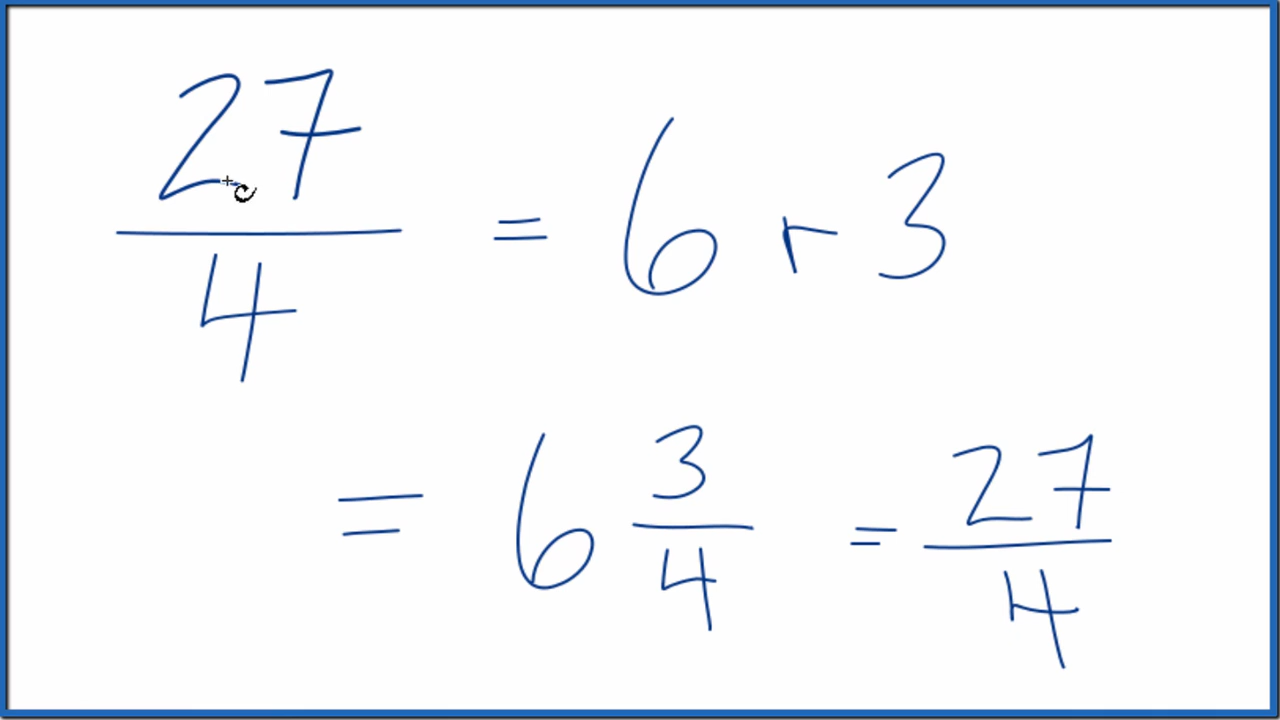 27/4 = 6 r 3
= 6 3/4 = 27/4